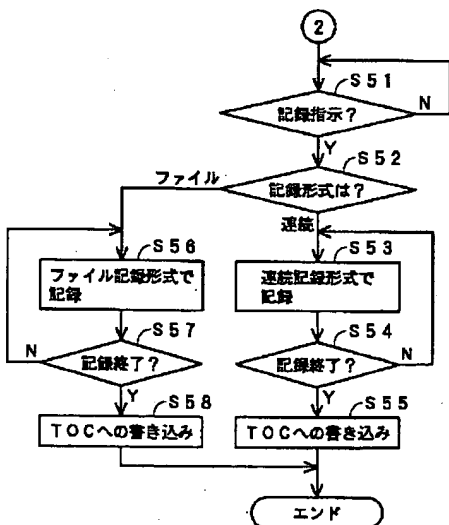 2
S51
記録指示?
N
Y
S52
ファイル
記録形式は?
連続
S56
S53
ファイル記録形式で
記録
連続記録形式で
記録
S57
S54
N
記録終了?
記録終了?
N
Y
S58
Y
S55
TOCへの書き込み
TOCへの書き込み
エンド